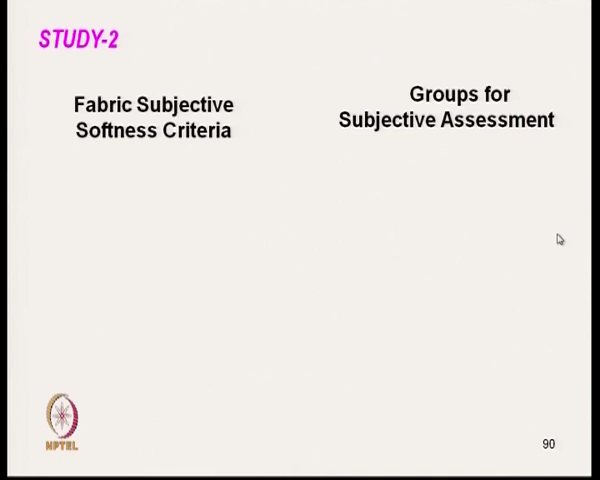 STUDY-2
Fabric Subjective
Softness Criteria
Groups for
Subjective Assessment
NPTEL
90